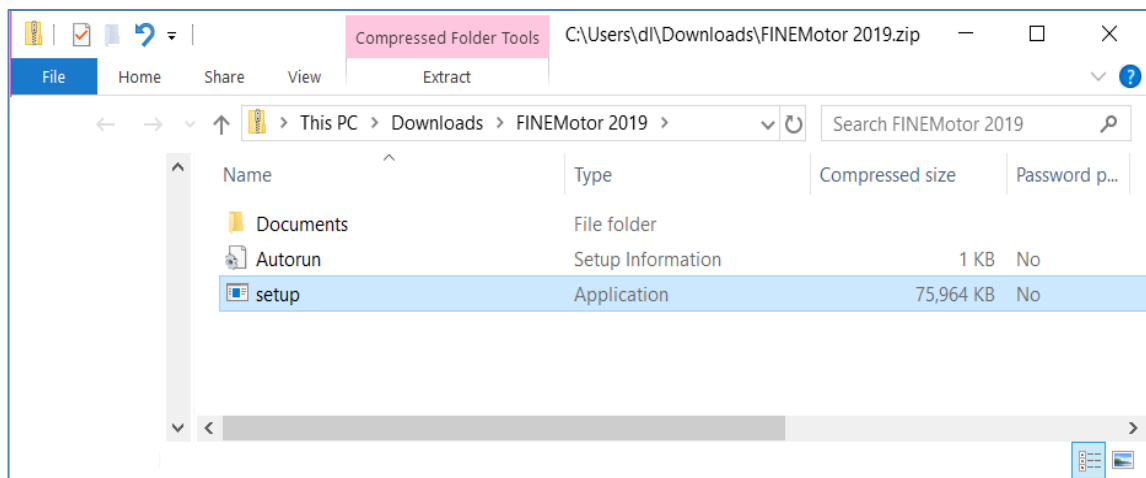 Compressed Folder Tools C:\Users\dl\Downloads\FINEMotor 2019.zip
File Home Share View Extract
This PC > Downloads > FINEMotor 2019 > Search FINEMotor 2019
Name Type Compressed size Password p...
Documents File folder
Autorun Setup Information 1 KB No
setup Application 75,964 KB No